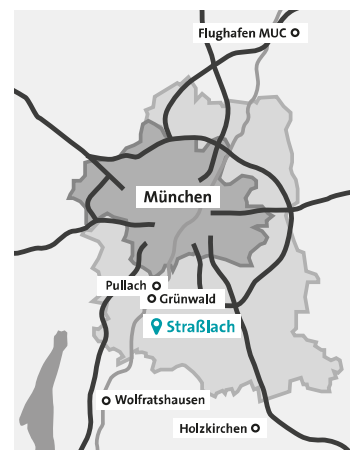 Flughafen MUC
München
Pullach
Grünwald
Straßlach
Wolfratshausen
Holzkirchen